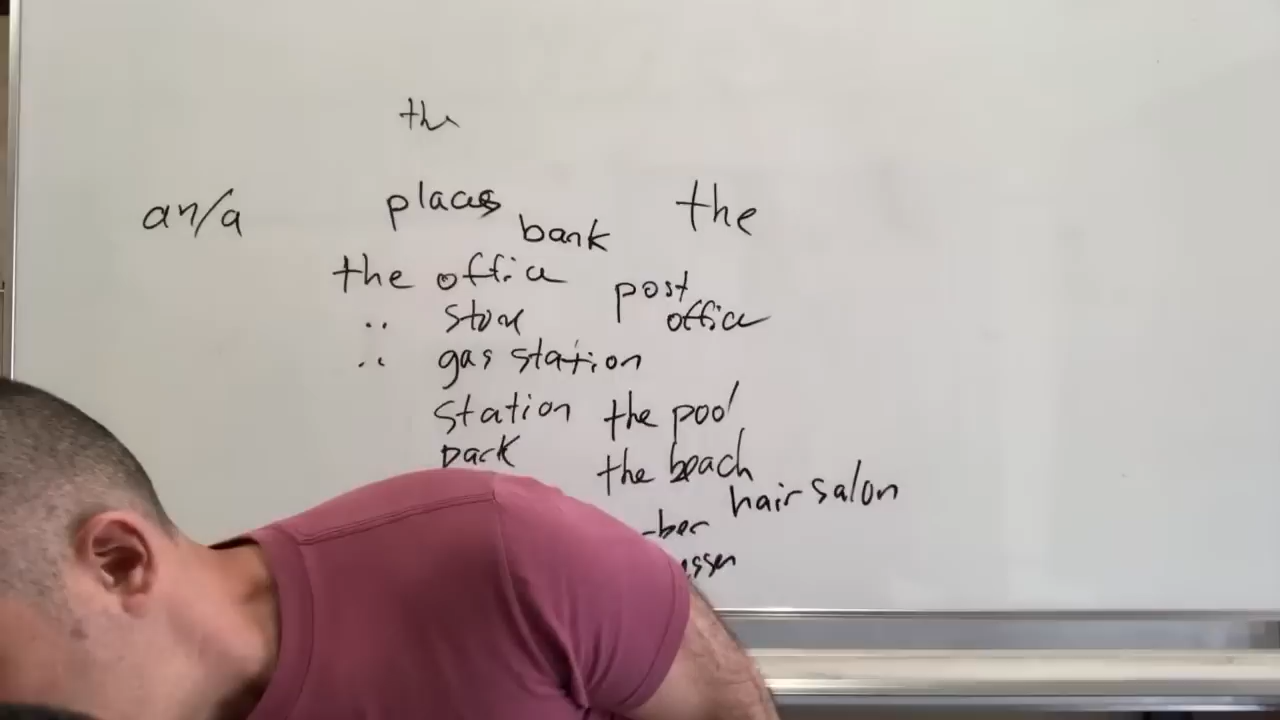 the
an/a
places
the
bank
the office
post
office
" store
" gas station
station
the pool
park
the beach
hair salon